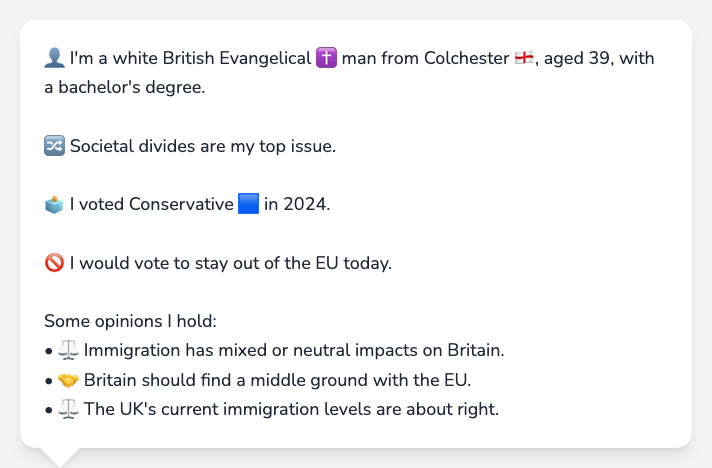 👤 I'm a white British Evangelical ✝️ man from Colchester 🏴󠁧󠁢󠁥󠁮󠁧󠁿, aged 39, with
a bachelor's degree.
🔀 Societal divides are my top issue.
🗳️ I voted Conservative 🟦 in 2024.
🚫 I would vote to stay out of the EU today.
Some opinions I hold:
• ⚖️ Immigration has mixed or neutral impacts on Britain.
• 🤝 Britain should find a middle ground with the EU.
• ⚖️ The UK's current immigration levels are about right.